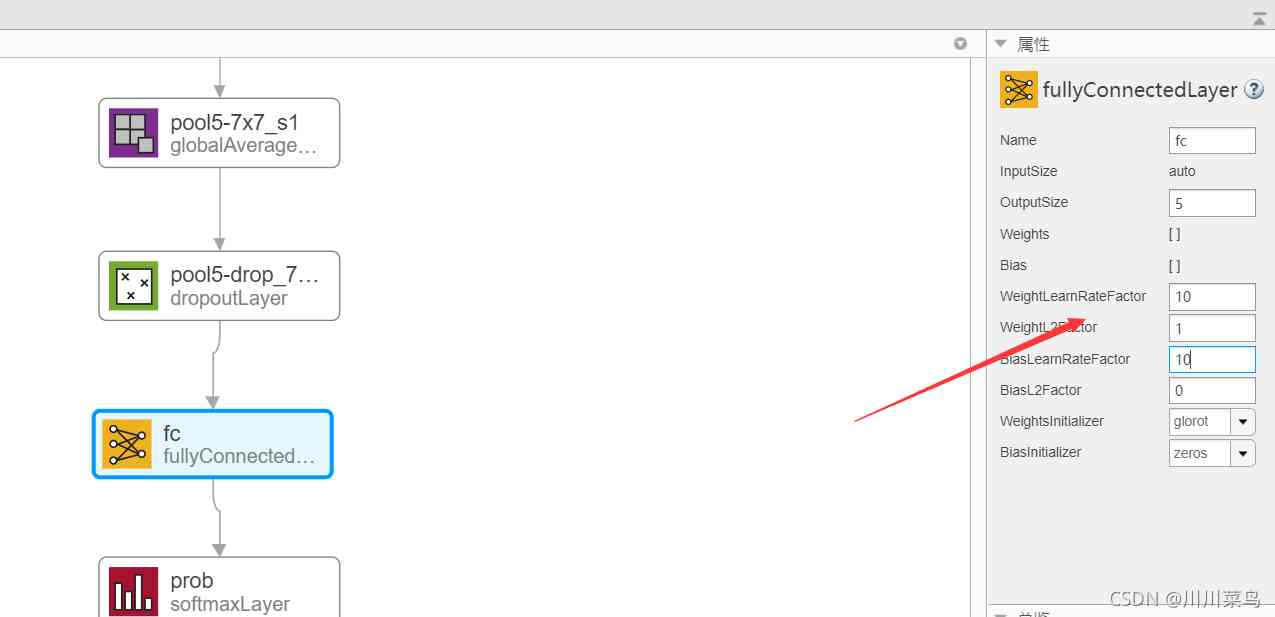 pool5-7x7_s1
globalAverage...
pool5-drop_7...
dropoutLayer
fc
fullyConnected...
prob
softmaxLayer
属性
fullyConnectedLayer ?
Name fc
InputSize auto
OutputSize 5
Weights [ ]
Bias [ ]
WeightLearnRateFactor 10
WeightL2Factor 1
BiasLearnRateFactor 10
BiasL2Factor 0
WeightsInitializer glorot
BiasInitializer zeros
CSDN @川川菜鸟